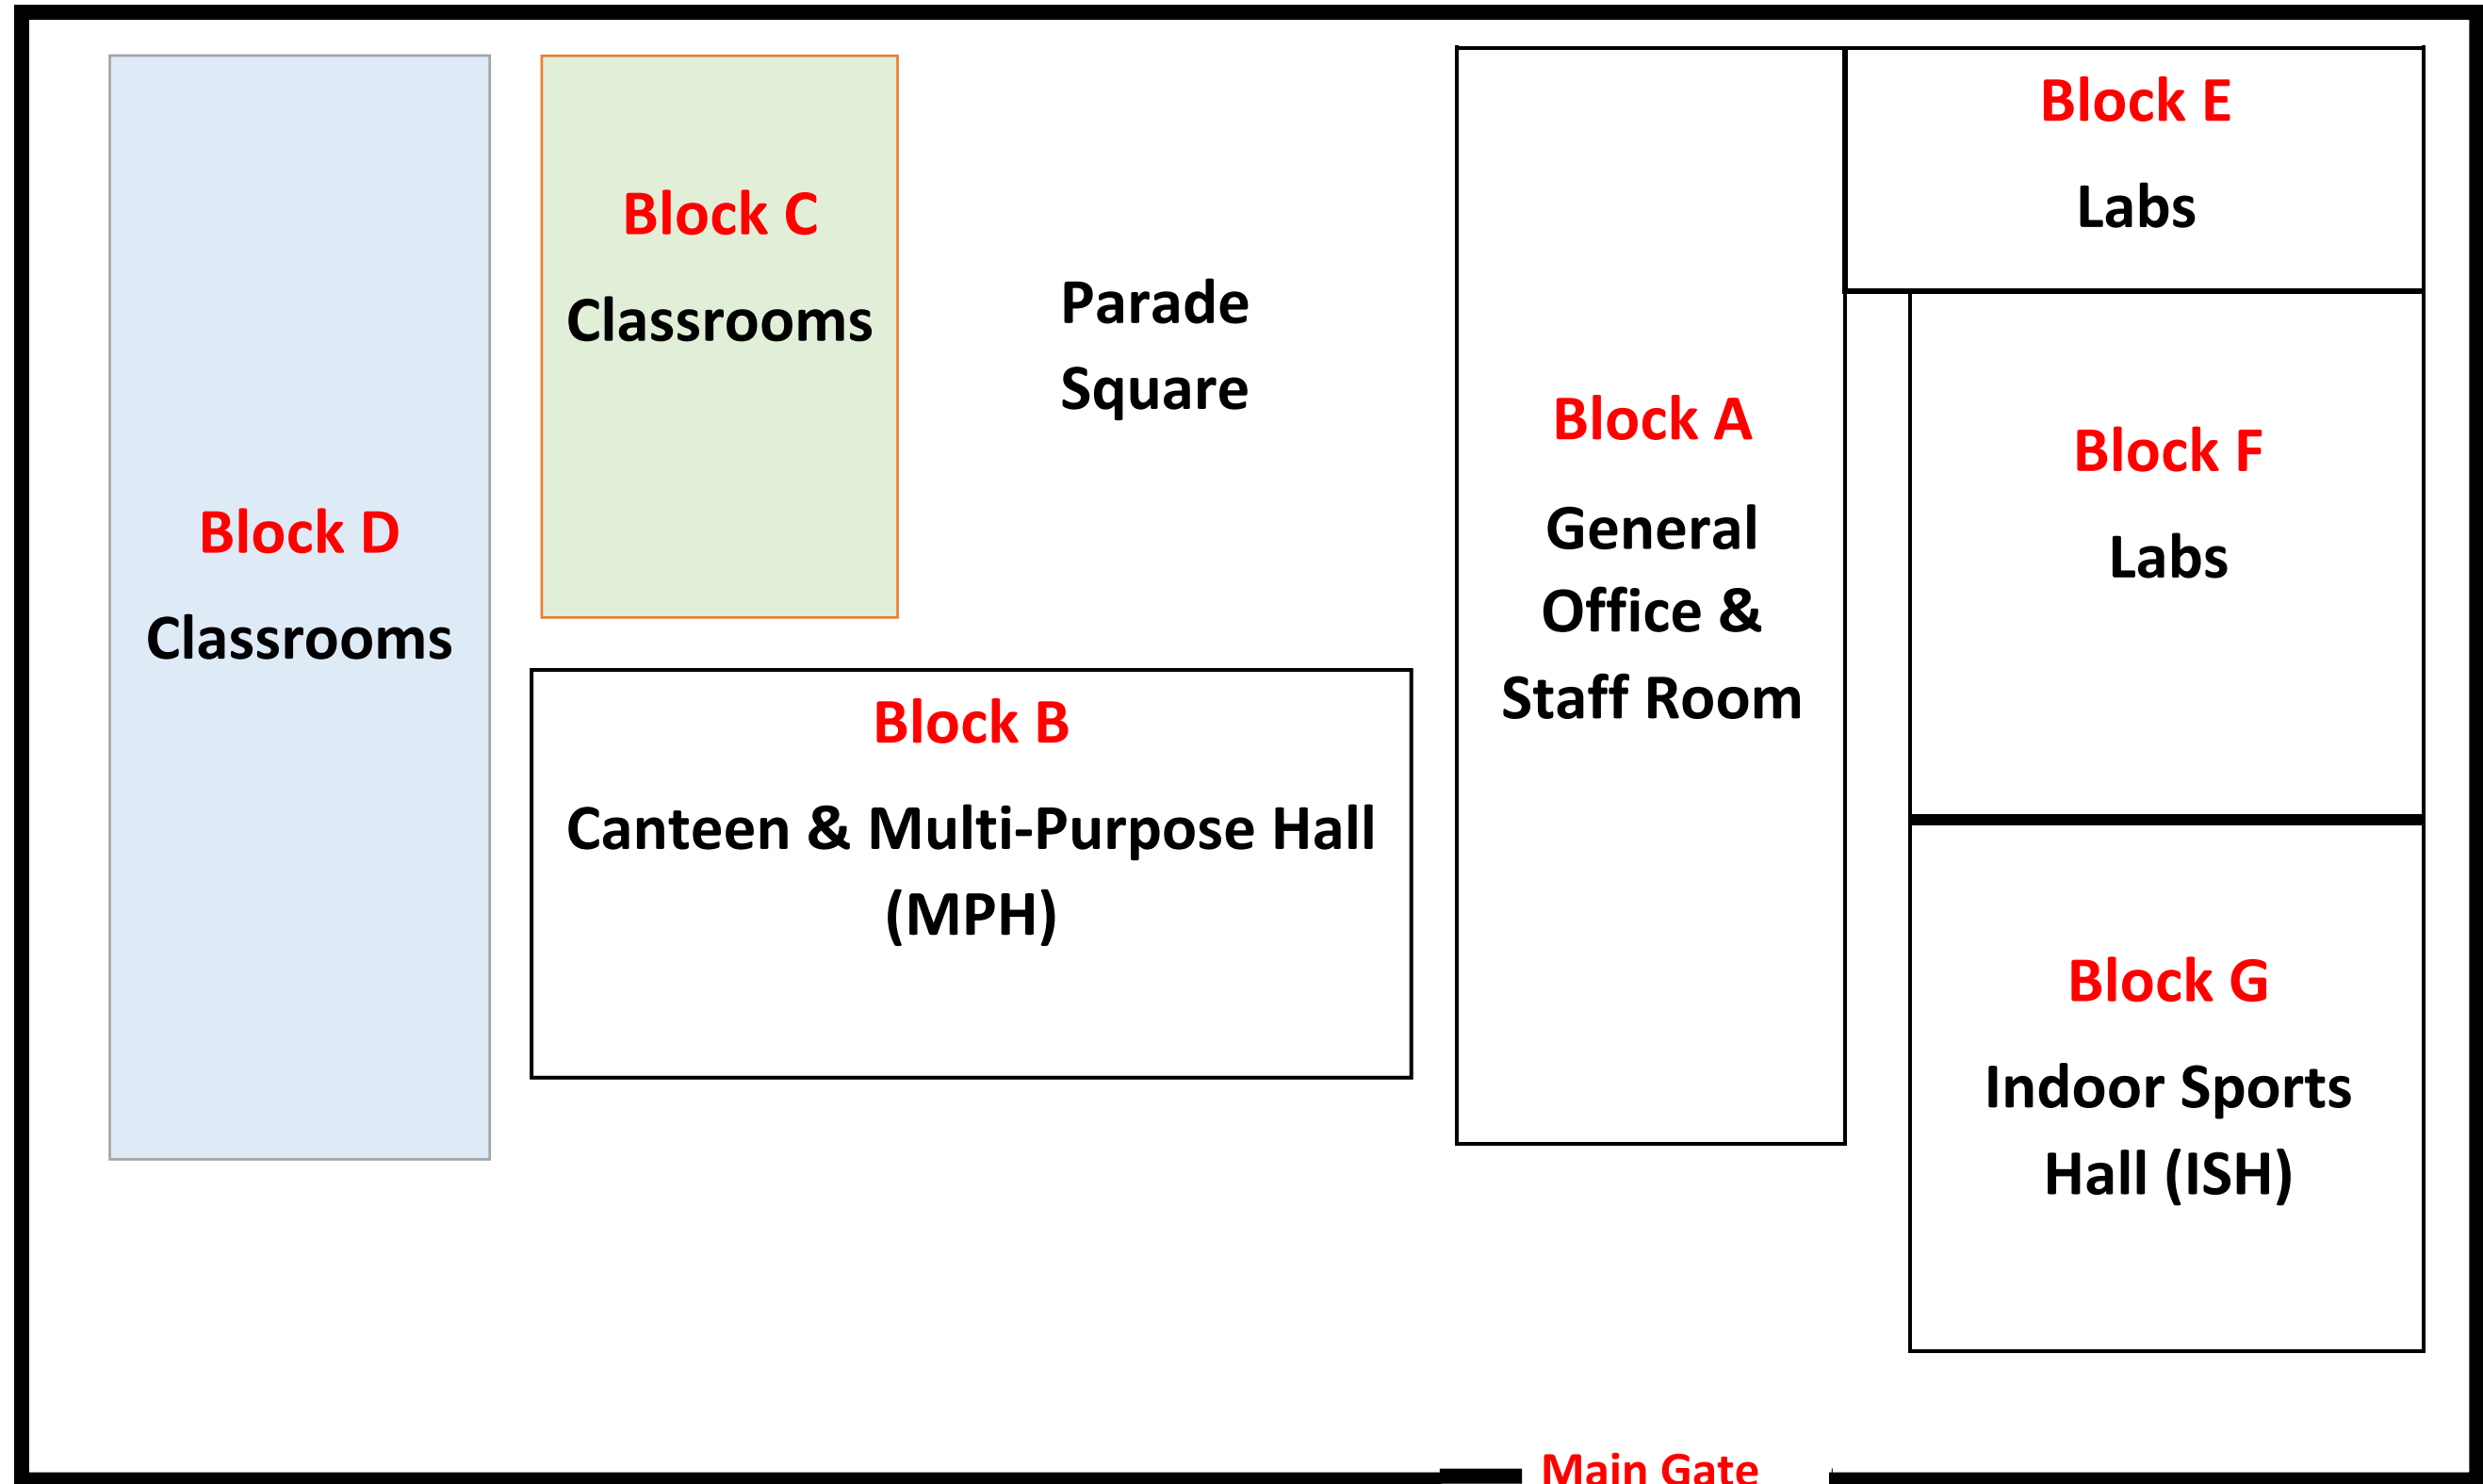 Block D
Classrooms
Block C
Classrooms
Parade
Square
Block B
Canteen & Multi-Purpose Hall
(MPH)
Block A
General
Office &
Staff Room
Block E
Labs
Block F
Labs
Block G
Indoor Sports
Hall (ISH)
Main Gate